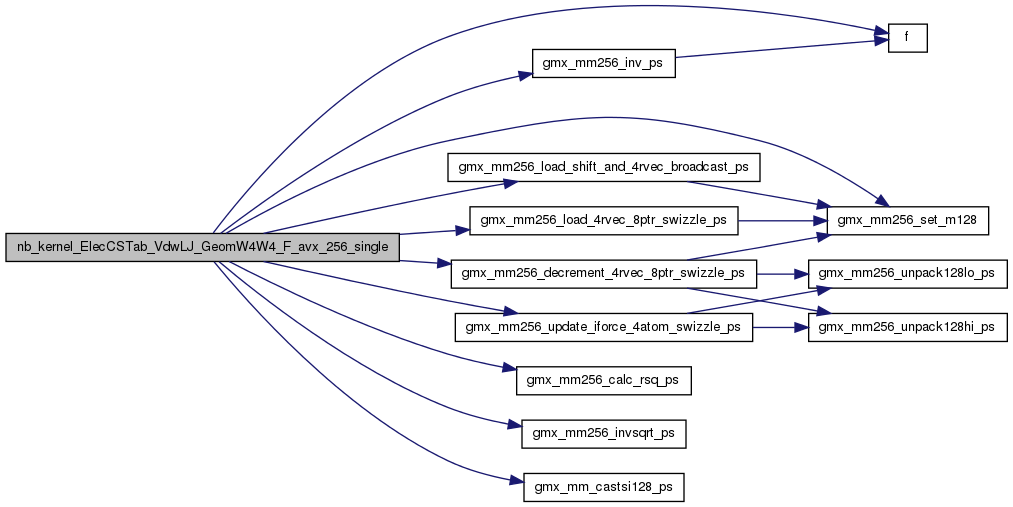 f
gmx_mm256_inv_ps
gmx_mm256_load_shift_and_4rvec_broadcast_ps
gmx_mm256_load_4rvec_8ptr_swizzle_ps
gmx_mm256_set_m128
nb_kernel_ElecCSTab_VdwLJ_GeomW4W4_F_avx_256_single
gmx_mm256_decrement_4rvec_8ptr_swizzle_ps
gmx_mm256_unpack128lo_ps
gmx_mm256_update_iforce_4atom_swizzle_ps
gmx_mm256_unpack128hi_ps
gmx_mm256_calc_rsq_ps
gmx_mm256_invsqrt_ps
gmx_mm_castsi128_ps